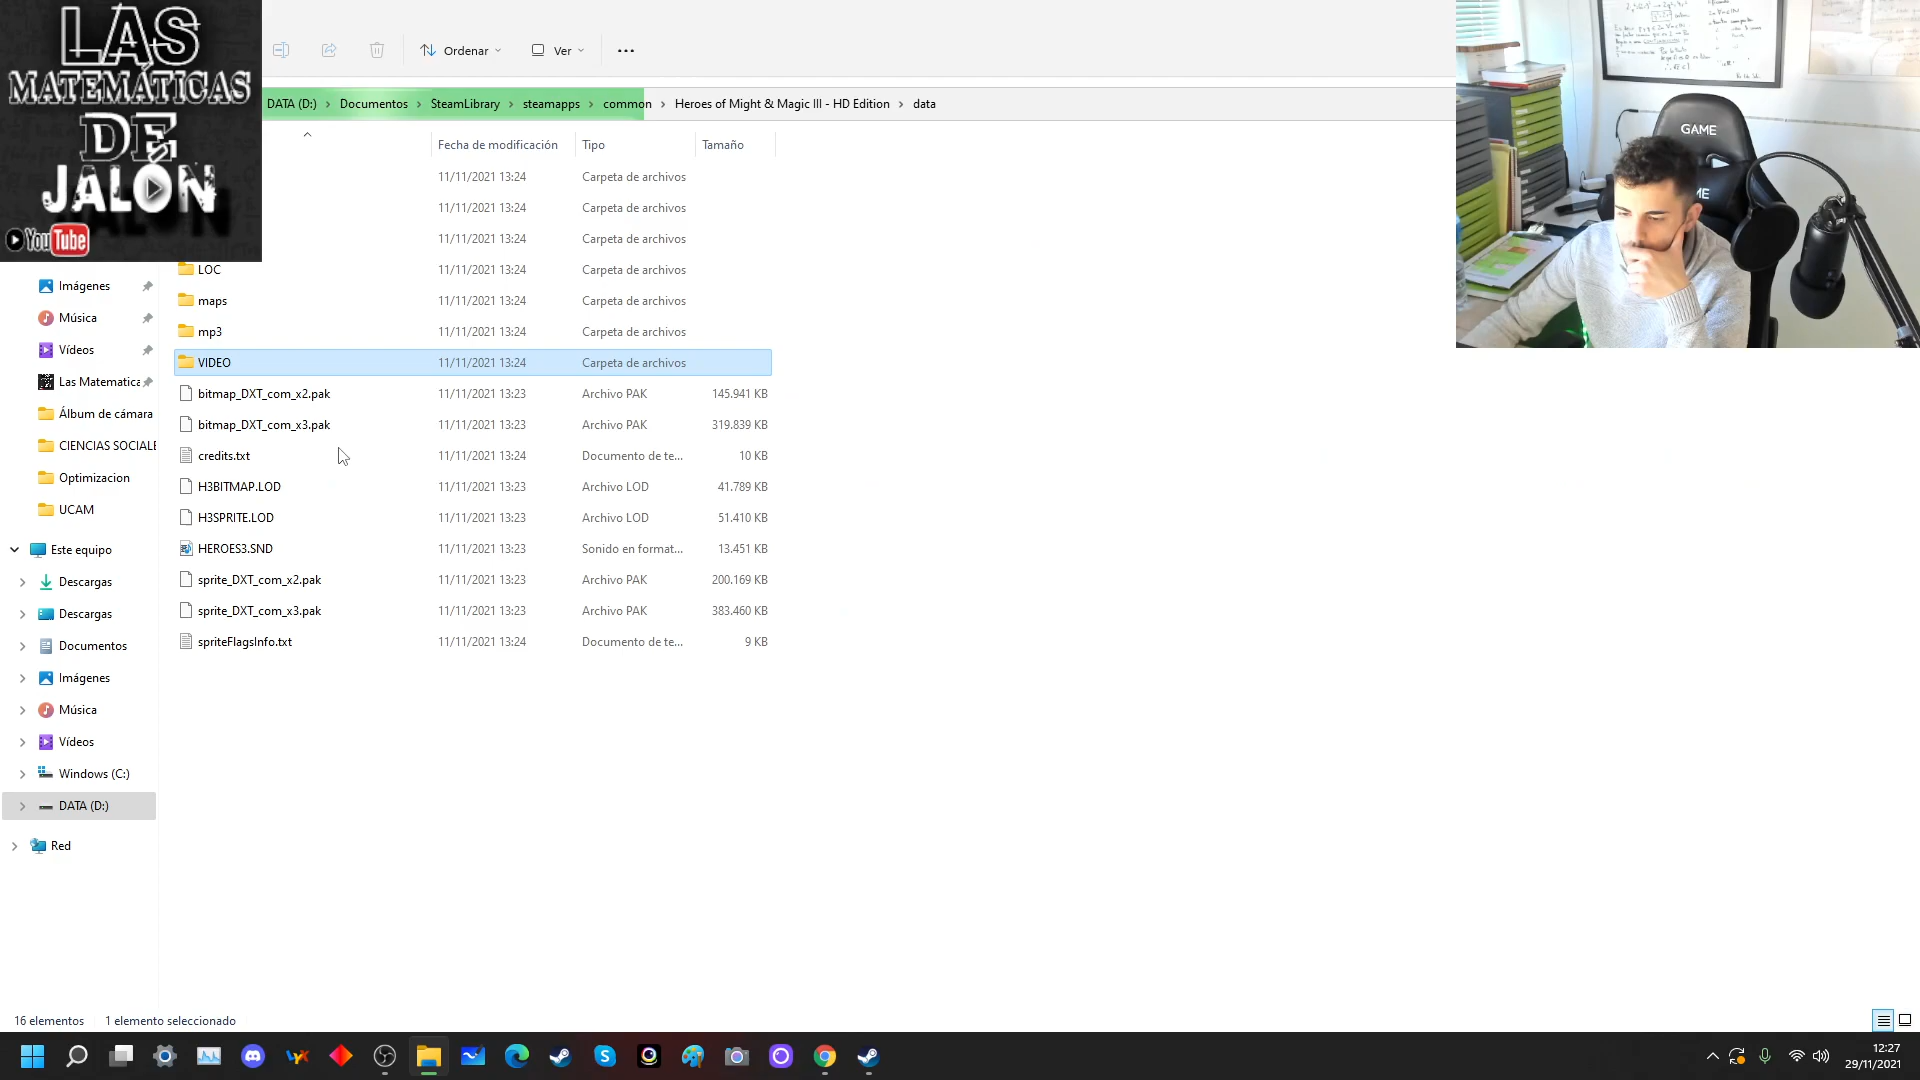 LAS
MATEMÁTICAS
DE
JALÓN
YouTube
Ordenar
Ver
DATA (D:) > Documentos > SteamLibrary > steamapps > common > Heroes of Might & Magic III - HD Edition > data
Fecha de modificación Tipo Tamaño
11/11/2021 13:24 Carpeta de archivos
11/11/2021 13:24 Carpeta de archivos
11/11/2021 13:24 Carpeta de archivos
LOC 11/11/2021 13:24 Carpeta de archivos
maps 11/11/2021 13:24 Carpeta de archivos
mp3 11/11/2021 13:24 Carpeta de archivos
VIDEO 11/11/2021 13:24 Carpeta de archivos
bitmap_DXT_com_x2.pak 11/11/2021 13:23 Archivo PAK 145.941 KB
bitmap_DXT_com_x3.pak 11/11/2021 13:23 Archivo PAK 319.839 KB
credits.txt 11/11/2021 13:24 Documento de te... 10 KB
H3BITMAP.LOD 11/11/2021 13:23 Archivo LOD 41.789 KB
H3SPRITE.LOD 11/11/2021 13:23 Archivo LOD 51.410 KB
HEROES3.SND 11/11/2021 13:23 Sonido en format... 13.451 KB
sprite_DXT_com_x2.pak 11/11/2021 13:23 Archivo PAK 200.169 KB
sprite_DXT_com_x3.pak 11/11/2021 13:23 Archivo PAK 383.460 KB
spriteFlagsInfo.txt 11/11/2021 13:24 Documento de te... 9 KB
Imágenes
Música
Vídeos
Las Matematica
Álbum de cámara
CIENCIAS SOCIALE
Optimizacion
UCAM
Este equipo
Descargas
Descargas
Documentos
Imágenes
Música
Vídeos
Windows (C:)
DATA (D:)
Red
16 elementos 1 elemento seleccionado
GAME
12:27
29/11/2021